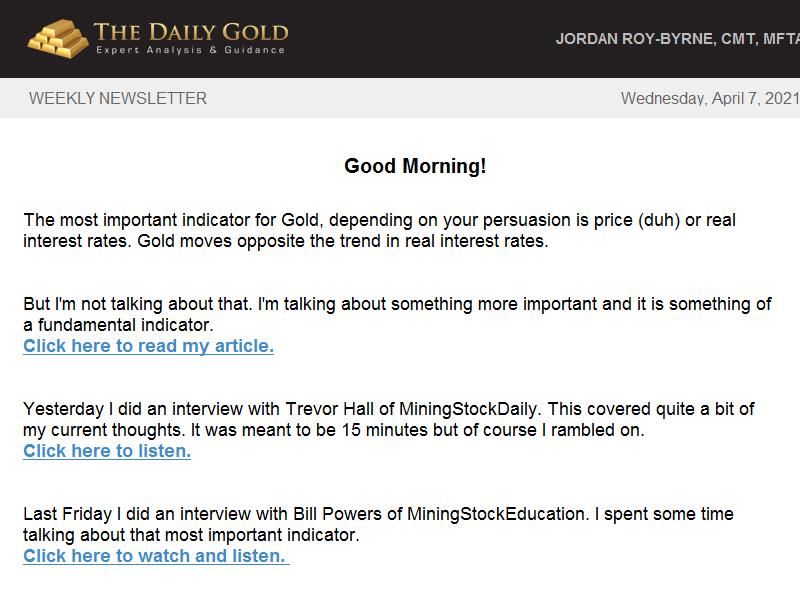 THE DAILY GOLD
Expert Analysis & Guidance
JORDAN ROY-BYRNE, CMT, MFTA
WEEKLY NEWSLETTER
Wednesday, April 7, 2021
Good Morning!
The most important indicator for Gold, depending on your persuasion is price (duh) or real
interest rates. Gold moves opposite the trend in real interest rates.
But I'm not talking about that. I'm talking about something more important and it is something of
a fundamental indicator.
Click here to read my article.
Yesterday I did an interview with Trevor Hall of MiningStockDaily. This covered quite a bit of
my current thoughts. It was meant to be 15 minutes but of course I rambled on.
Click here to listen.
Last Friday I did an interview with Bill Powers of MiningStockEducation. I spent some time
talking about that most important indicator.
Click here to watch and listen.